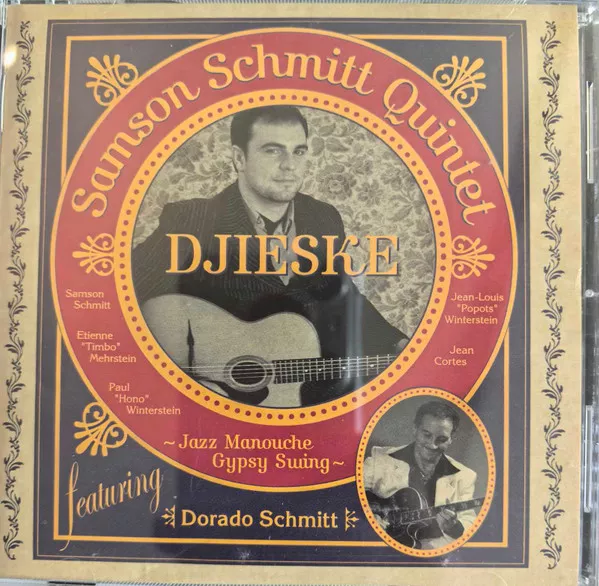 Samson Schmitt Quintet
DJIESKE
Samson
Schmitt
Etienne
"Timbo"
Mehrstein
Paul
"Hono"
Winterstein
Jean-Louis
"Popots"
Winterstein
Jean
Cortes
~Jazz Manouche
Gypsy Swing~
featuring
Dorado Schmitt